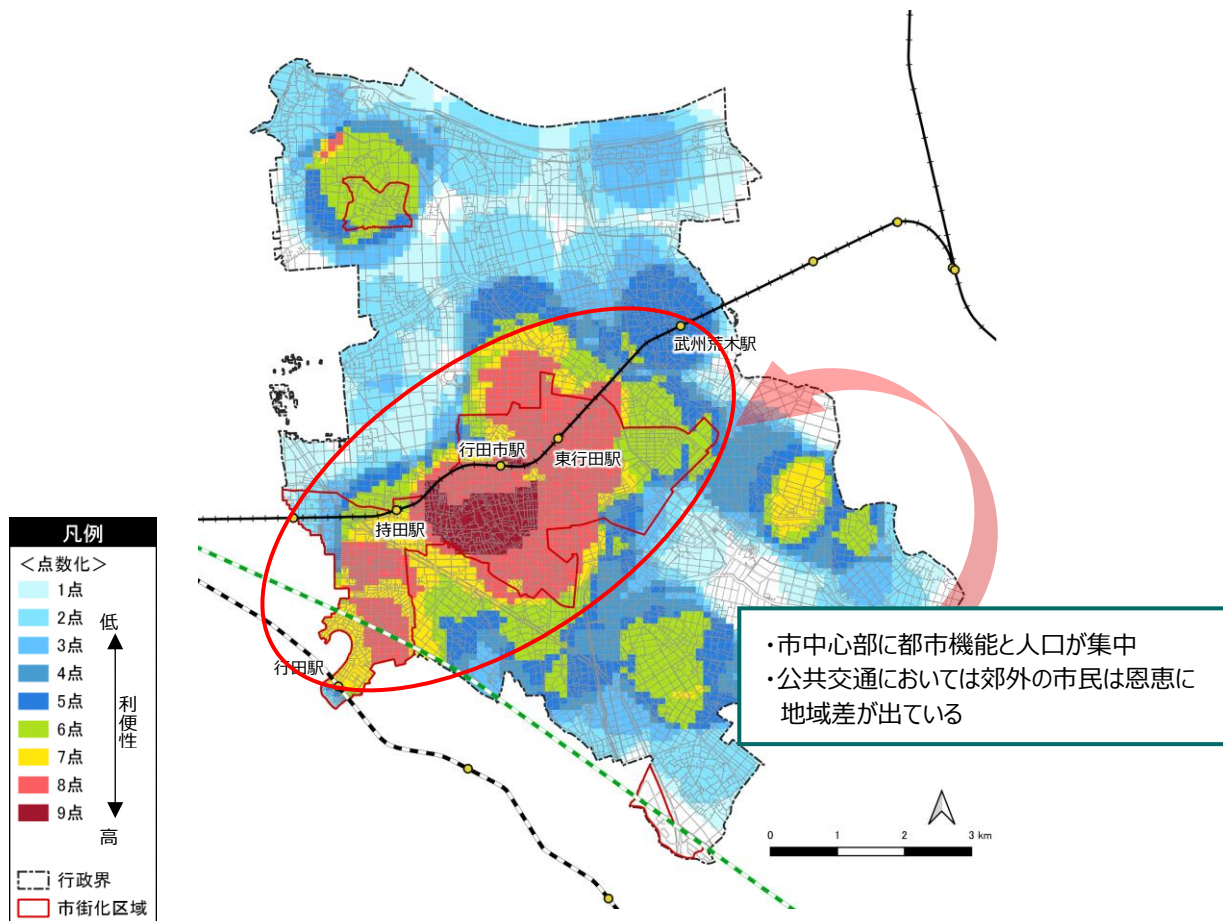 武州荒木駅
行田市駅
東行田駅
持田駅
行田駅
・市中心部に都市機能と人口が集中
・公共交通においては郊外の市民は恩恵に
地域差が出ている
凡例
＜点数化＞
1点
2点
3点
4点
5点
6点
7点
8点
9点
低
利便性
高
行政界
市街化区域
0 1 2 3 km